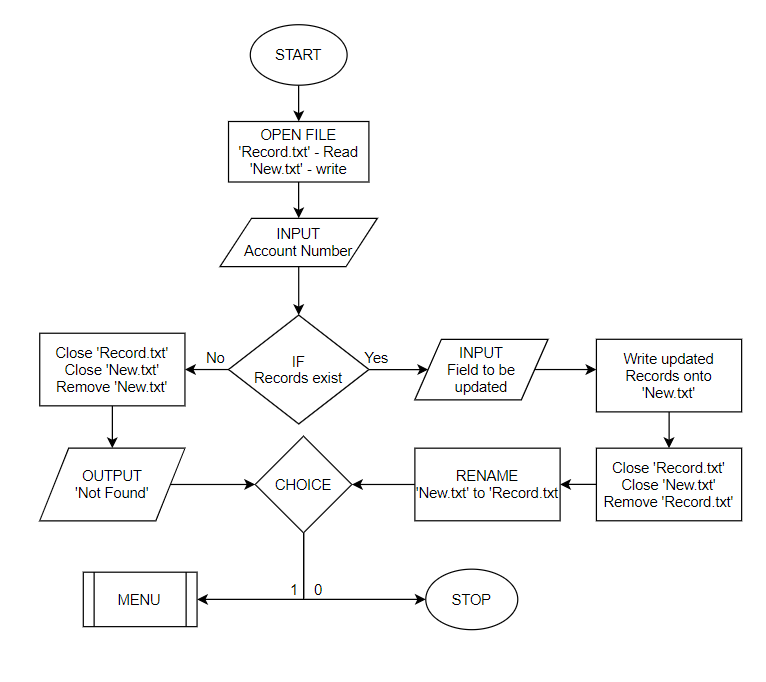 START
OPEN FILE
'Record.txt' - Read
'New.txt' - write
INPUT
Account Number
IF
Records exist
No
Yes
Close 'Record.txt'
Close 'New.txt'
Remove 'New.txt'
INPUT
Field to be
updated
Write updated
Records onto
'New.txt'
OUTPUT
'Not Found'
CHOICE
RENAME
'New.txt' to 'Record.txt
Close 'Record.txt'
Close 'New.txt'
Remove 'Record.txt'
1 0
MENU
STOP